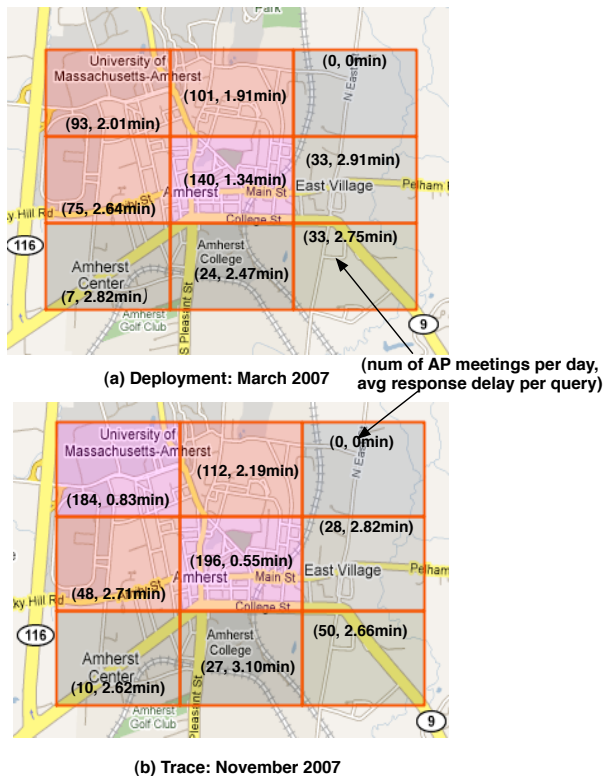 Park
University of
Massachusetts-Amherst
(0, 0min)
N East
(101, 1.91min)
(93, 2.01min)
(140, 1.34min)
(33, 2.91min)
Amherst
Main St
East Village
Pelham
(75, 2.64min)
ky Hill Rd
College St
(33, 2.75min)
116
Amherst
College
(24, 2.47min)
Amherst
Center
(7, 2.82min)
Amherst
Golf Club
S Pleasant St
9
(a) Deployment: March 2007
(num of AP meetings per day,
avg response delay per query)
University of
Massachusetts-Amherst
(0, 0min)
N East
(112, 2.19min)
(184, 0.83min)
(28, 2.82min)
(196, 0.55min)
Amherst
Main St
East Village
Pelham
(48, 2.71min)
ky Hill Rd
College St
116
(50, 2.66min)
Amherst
College
(27, 3.10min)
Amherst
Center
(10, 2.62min)
Amherst
Golf Club
Pleasant St
9
(b) Trace: November 2007